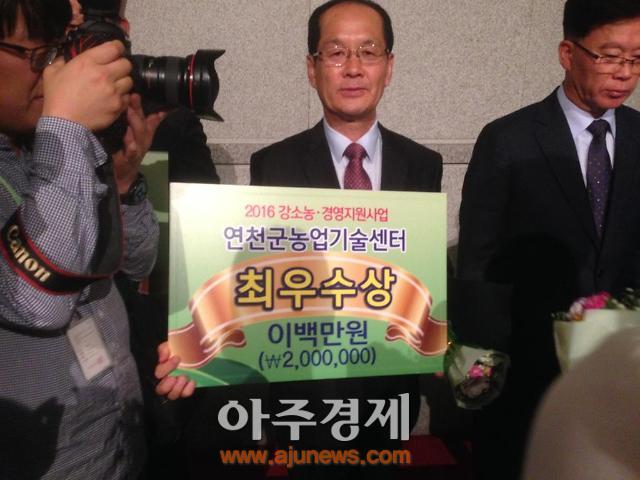 2016 강소농·경영지원사업
연천군농업기술센터
최우수상
이백만원
(₩2,000,000)
Canon
아주경제
www.ajunews.com